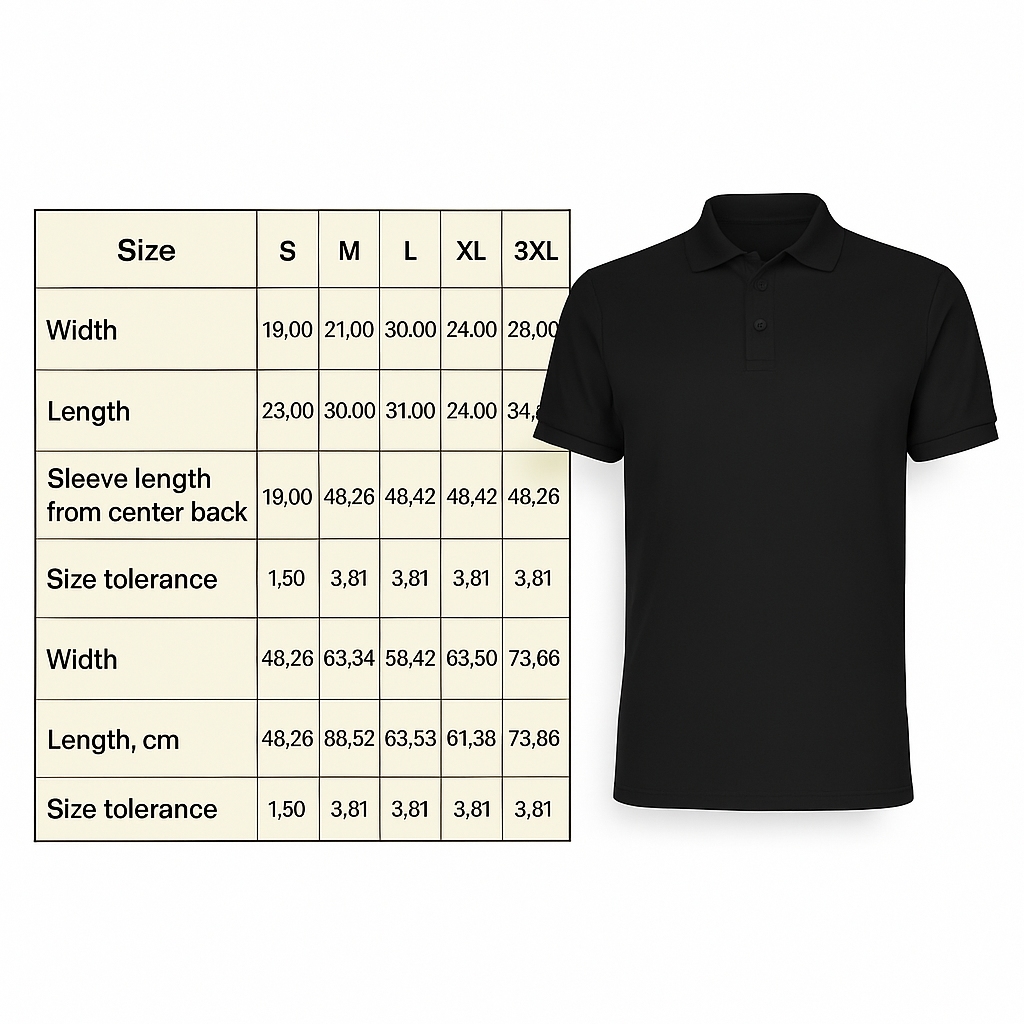 Size S M L XL 3XL
Width 19,00 21,00 30.00 24.00 28,00
Length 23,00 30.00 31.00 24.00
Sleeve length
from center back 19,00 48,26 48,42 48,42 48,26
Size tolerance 1,50 3,81 3,81 3,81 3,81
Width 48,26 63,34 58,42 63,50 73,66
Length, cm 48,26 88,52 63,53 61,38 73,86
Size tolerance 1,50 3,81 3,81 3,81 3,81